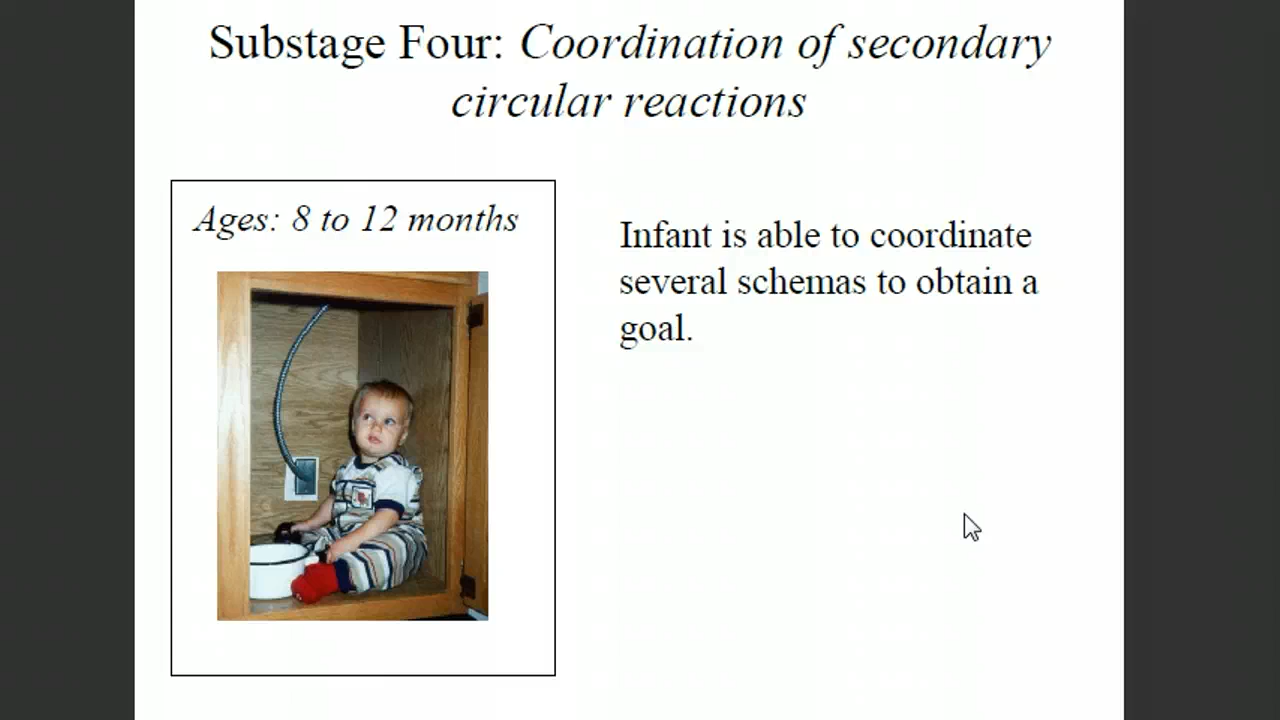 Substage Four: Coordination of secondary
circular reactions
Ages: 8 to 12 months
Infant is able to coordinate
several schemas to obtain a
goal.